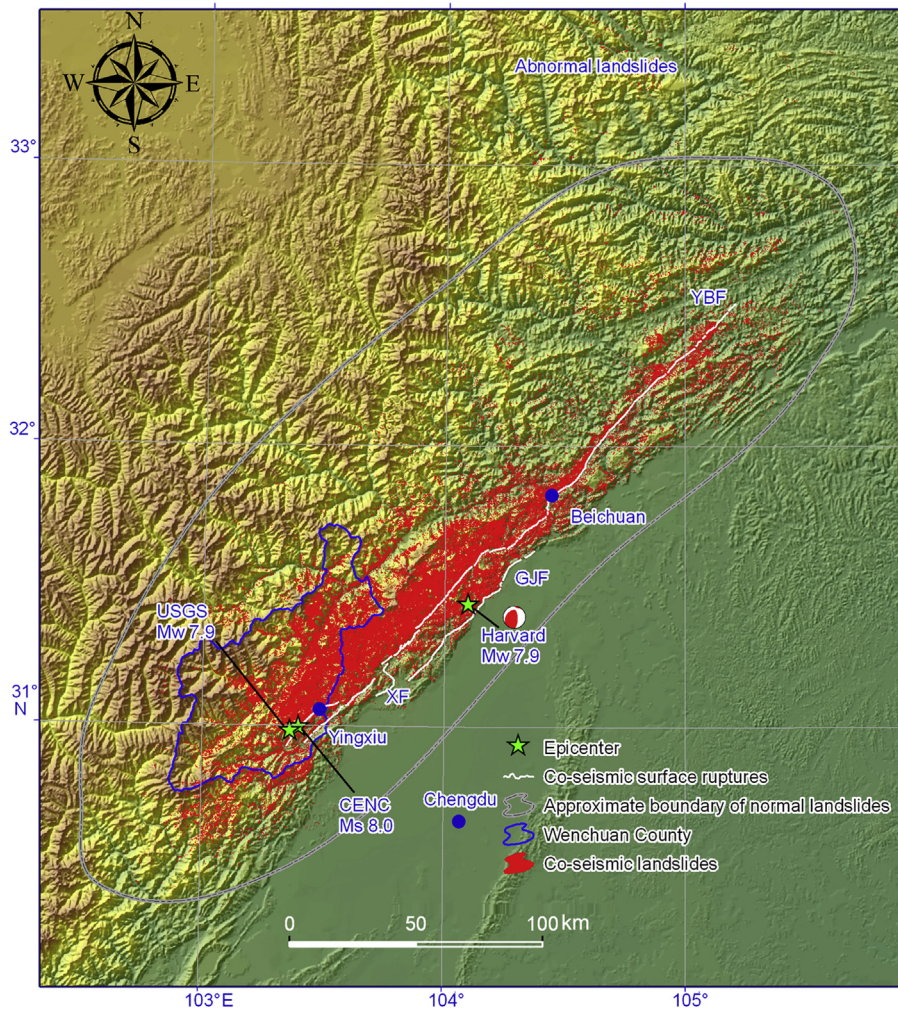 N
W E
S
Abnormal landslides
33°
YBF
32°
Beichuan
GJF
USGS
Mw 7.9
Harvard
Mw 7.9
31°
N
XF
Yingxiu
Epicenter
Co-seismic surface ruptures
CENC
Ms 8.0
Chengdu
Approximate boundary of normal landslides
Wenchuan County
Co-seismic landslides
0 50 100 km
103°E 104° 105°